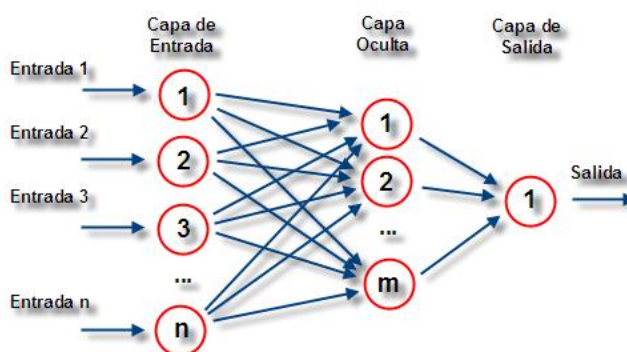 Capa de
Entrada
Capa
Oculta
Capa de
Salida
Entrada 1
1
Entrada 2
2
Entrada 3
3
...
Entrada n
n
1
2
...
m
1
Salida